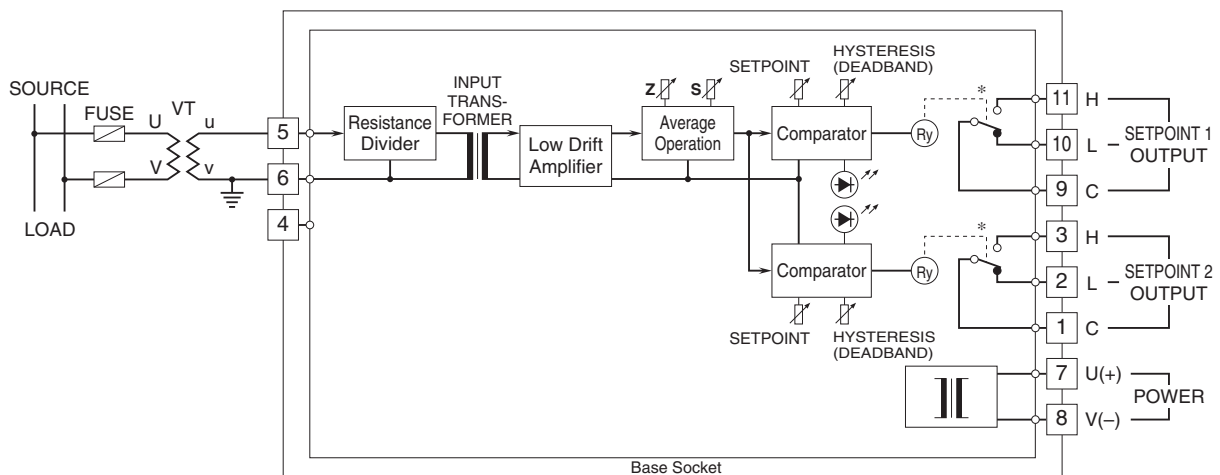 SOURCE
FUSE
VT
U
u
V
v
LOAD
5
6
4
Resistance
Divider
INPUT
TRANS-
FORMER
Low Drift
Amplifier
Z
S
Average
Operation
SETPOINT
HYSTERESIS
(DEADBAND)
Comparator
Ry
*
11 H
10 L
9 C
SETPOINT 1
OUTPUT
Comparator
Ry
*
SETPOINT
HYSTERESIS
(DEADBAND)
3 H
2 L
1 C
SETPOINT 2
OUTPUT
7 U(+)
8 V(–)
POWER
Base Socket